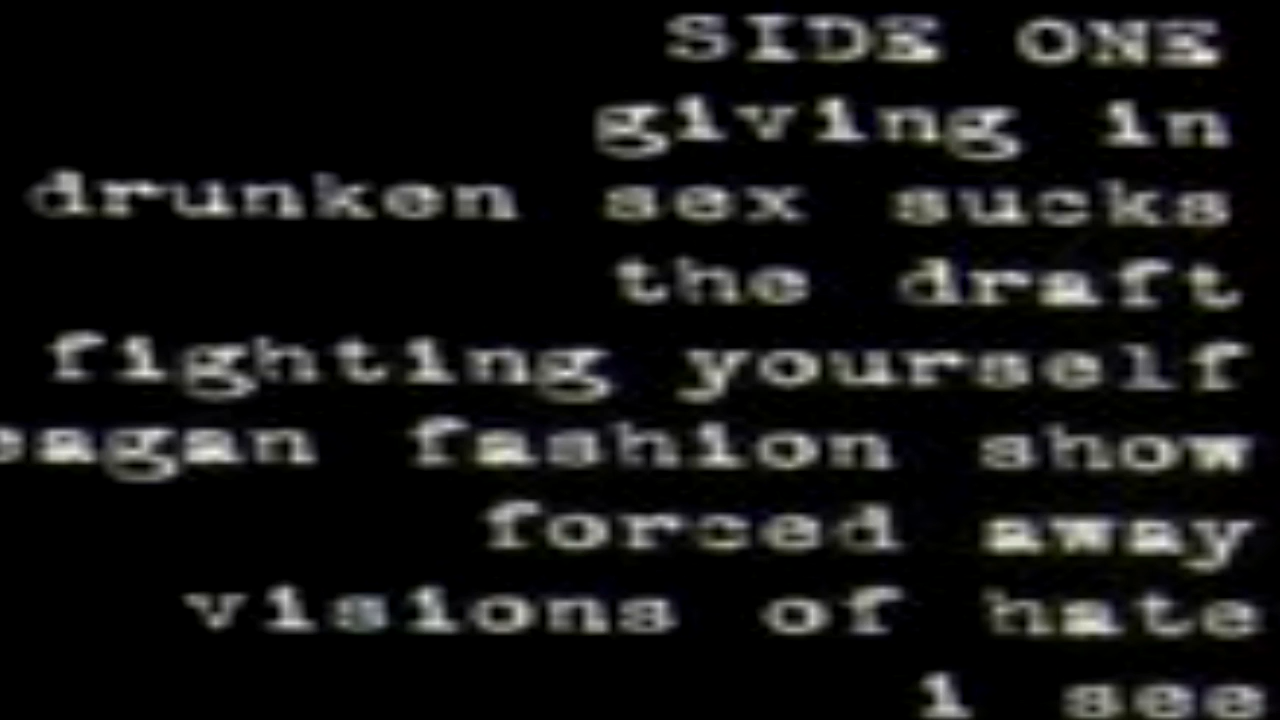 SIDE ONE
giving in
drunken sex sucks
the draft
fighting yourself
eagan fashion show
forced away
visions of hate
i see